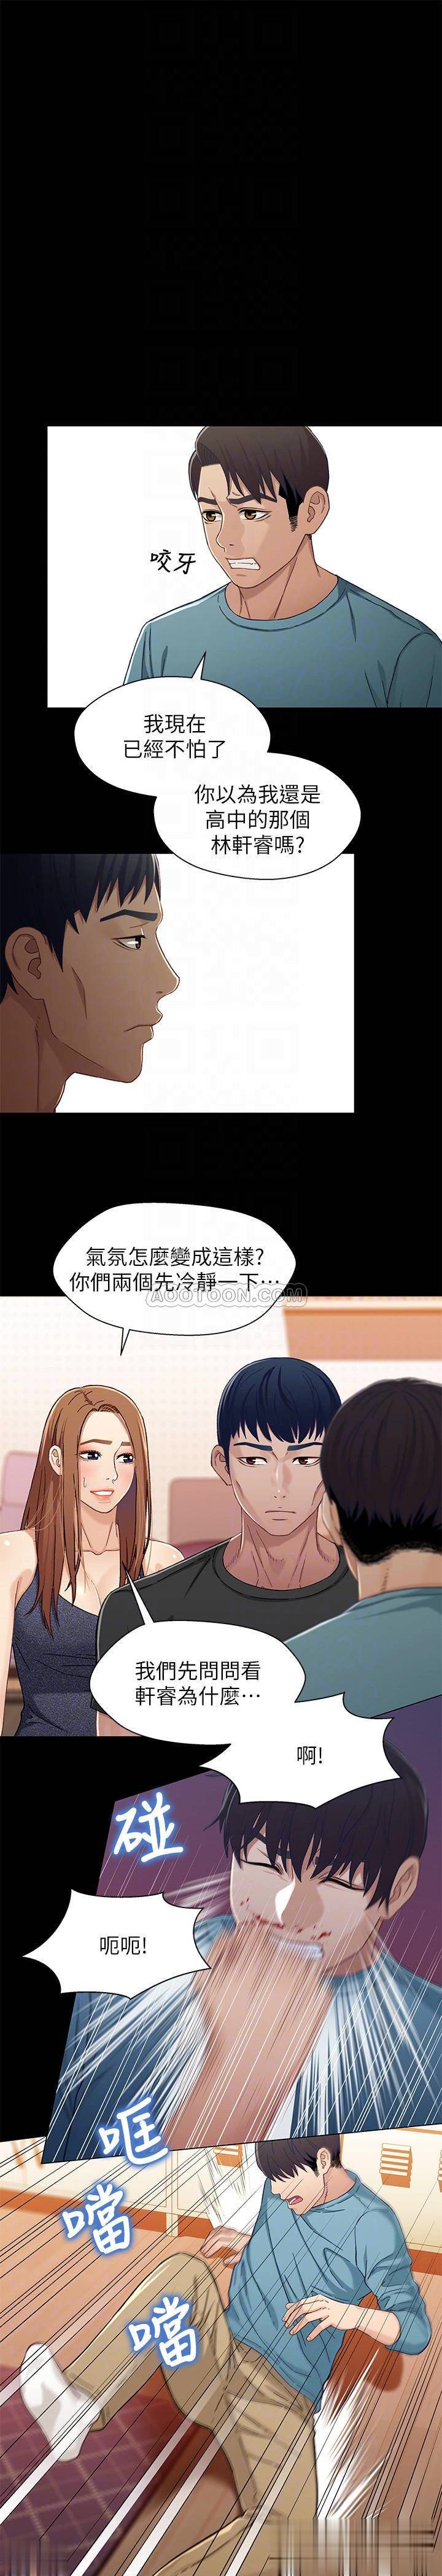 咬牙
我現在
已經不怕了
你以為我還是
高中的那個
林軒睿嗎?
氣氛怎麼變成這樣?
你們兩個先冷靜一下…
AOOTOON.COM
我們先問問看
軒睿為什麼…
啊!
碰
呃呃!
哐
噹
噹